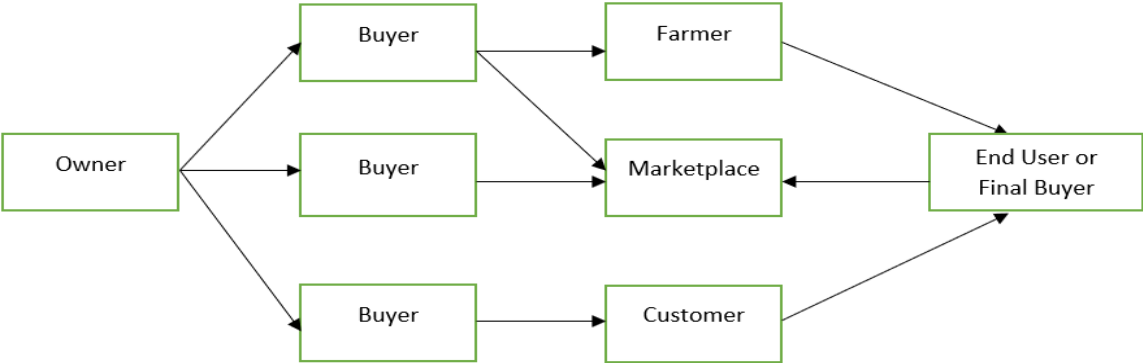 Buyer
Farmer
Owner
Buyer
Marketplace
End User or
Final Buyer
Buyer
Customer